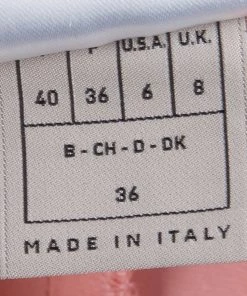 F U.S.A. U.K.
40 36 6 8
B - CH - D - DK
36
MADE IN ITALY